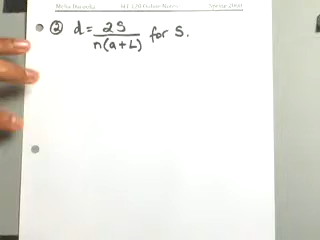 ② d = 2S / n(a+L) for S.